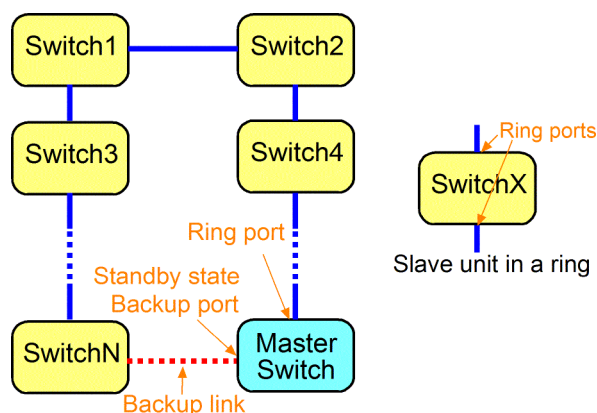 Switch1
Switch2
Switch3
Switch4
Ring ports
SwitchX
Ring port
Slave unit in a ring
Standby state
Backup port
SwitchN
Master
Switch
Backup link